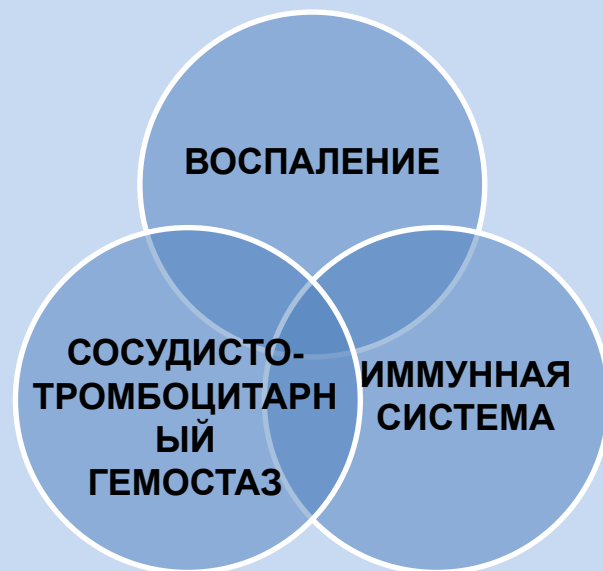 ВОСПАЛЕНИЕ
СОСУДИСТО-
ТРОМБОЦИТАРН
ЫЙ
ГЕМОСТАЗ
ИММУННАЯ
СИСТЕМА